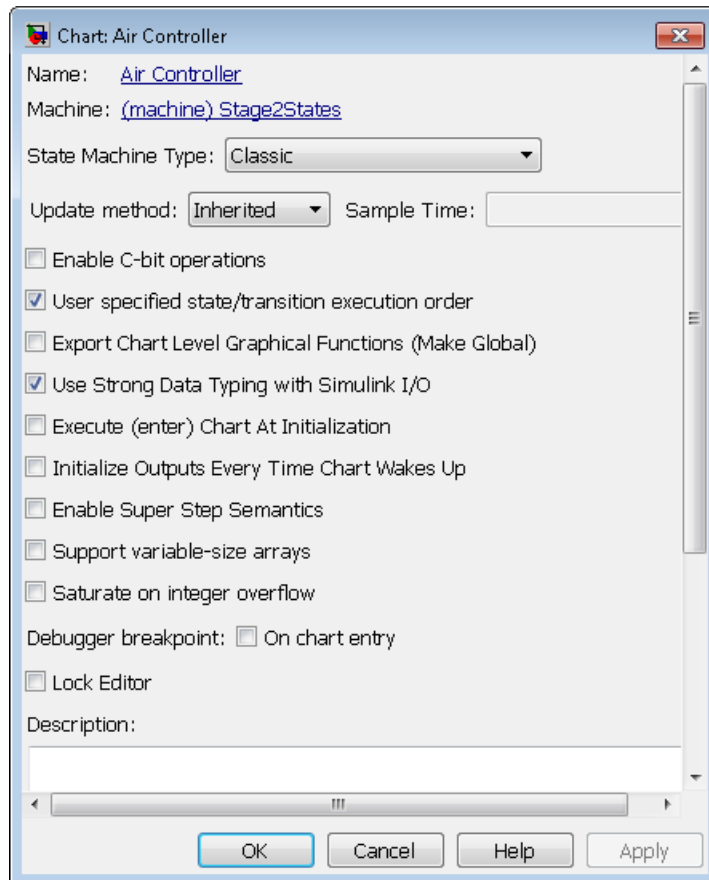 Chart: Air Controller
Name: Air Controller
Machine: (machine) Stage2States
State Machine Type: Classic
Update method: Inherited Sample Time:
Enable C-bit operations
User specified state/transition execution order
Export Chart Level Graphical Functions (Make Global)
Use Strong Data Typing with Simulink I/O
Execute (enter) Chart At Initialization
Initialize Outputs Every Time Chart Wakes Up
Enable Super Step Semantics
Support variable-size arrays
Saturate on integer overflow
Debugger breakpoint: On chart entry
Lock Editor
Description:
OK Cancel Help Apply